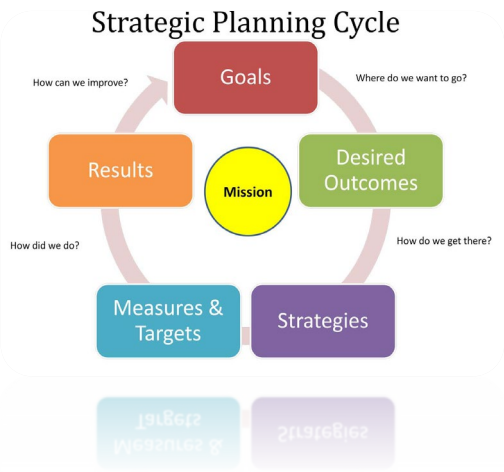 Strategic Planning Cycle
How can we improve?
Goals
Where do we want to go?
Results
Mission
Desired
Outcomes
How did we do?
How do we get there?
Measures &
Targets
Strategies